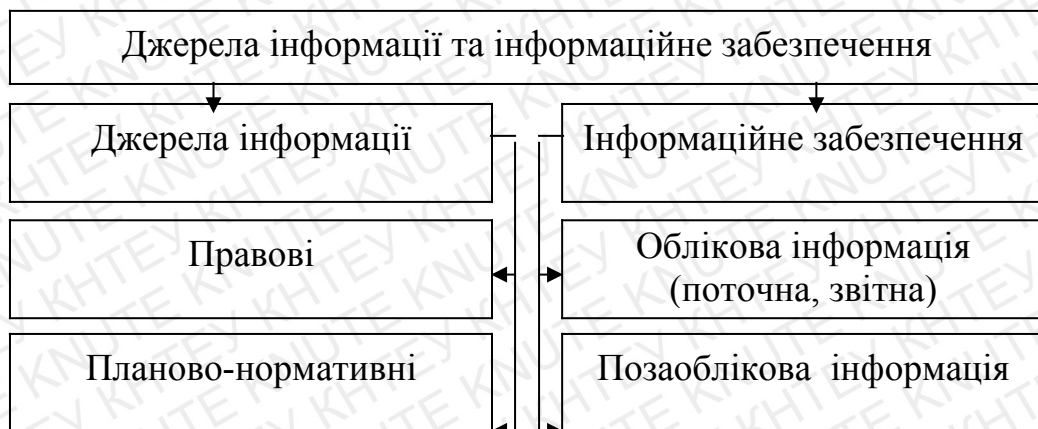 Джерела інформації та інформаційне забезпечення
Джерела інформації
Інформаційне забезпечення
Правові
Облікова інформація
(поточна, звітна)
Планово-нормативні
Позаоблікова інформація